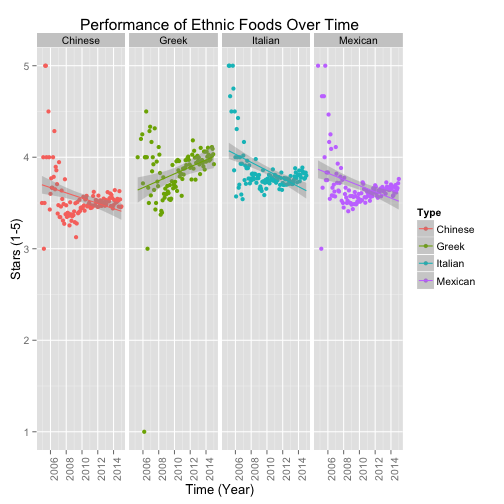 Performance of Ethnic Foods Over Time
Chinese Greek Italian Mexican
5
4
3
2
1
Stars (1-5)
2006 2008 2010 2012 2014 2006 2008 2010 2012 2014 2006 2008 2010 2012 2014 2006 2008 2010 2012 2014
Time (Year)
Type
Chinese
Greek
Italian
Mexican